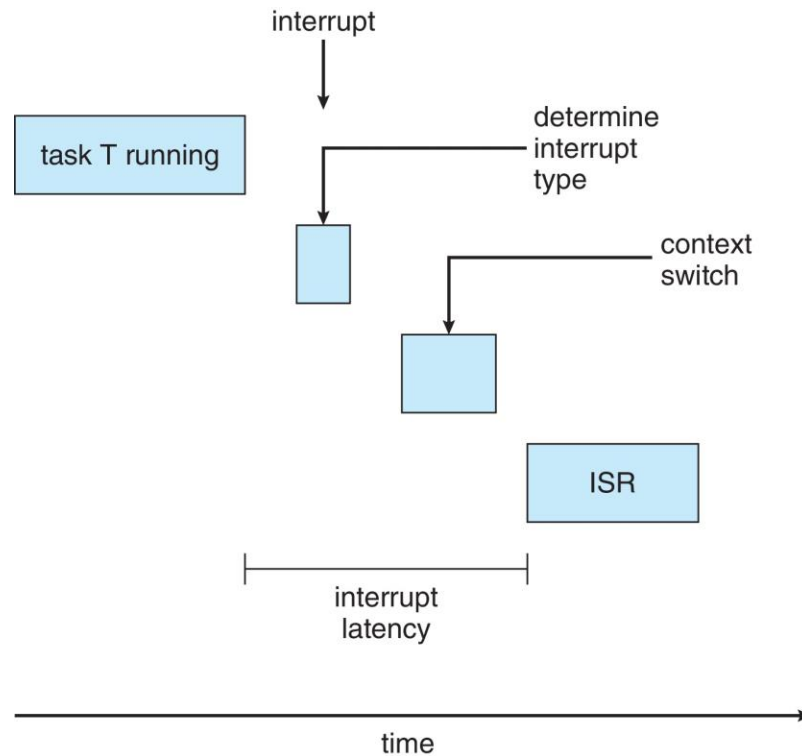 interrupt
task T running
determine
interrupt
type
context
switch
ISR
interrupt
latency
time